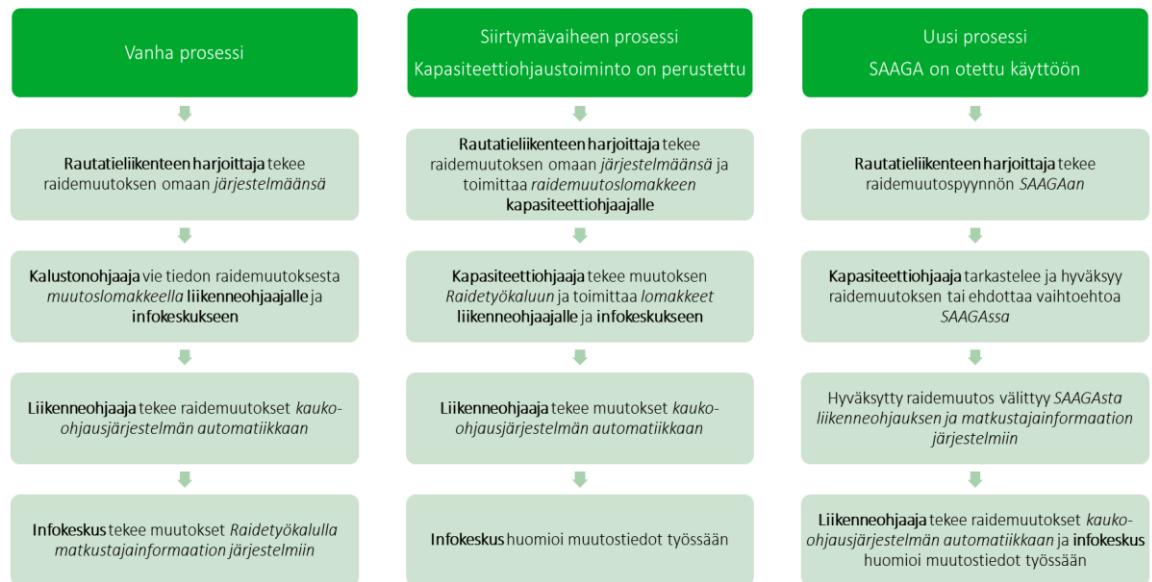 Vanha prosessi
Rautatieliikenteen harjoittaja tekee
raidemuutoksen omaan järjestelmäänsä
Kalustonohjaaja vie tiedon raidemuutoksesta
muutoslomakkeella liikenneohjaajalle ja
infokeskukseen
Liikenneohjaaja tekee raidemuutokset kauko-
ohjausjärjestelmän automatiikkaan
Infokeskus tekee muutokset Raidetyökalulla
matkustajainformaation järjestelmiin
Siirtymävaiheen prosessi
Kapasiteettiohjaustoiminto on perustettu
Rautatieliikenteen harjoittaja tekee
raidemuutoksen omaan järjestelmäänsä ja
toimittaa raidemuutoslomakkeen
kapasiteettiohjaajalle
Kapasiteettiohjaaja tekee muutoksen
Raidetyökaluun ja toimittaa lomakkeet
liikenneohjaajalle ja infokeskukseen
Liikenneohjaaja tekee muutokset kauko-
ohjausjärjestelmän automatiikkaan
Infokeskus huomioi muutostiedot työssään
Uusi prosessi
SAAGA on otettu käyttöön
Rautatieliikenteen harjoittaja tekee
raidemuutospyynnön SAAGAan
Kapasiteettiohjaaja tarkastelee ja hyväksyy
raidemuutoksen tai ehdottaa vaihtoehtoa
SAAGAssa
Hyväksytty raidemuutos välittyy SAAGAsta
liikenneohjauksen ja matkustajainformaation
järjestelmiin
Liikenneohjaaja tekee raidemuutokset kauko-
ohjausjärjestelmän automatiikkaan ja infokeskus
huomioi muutostiedot työssään